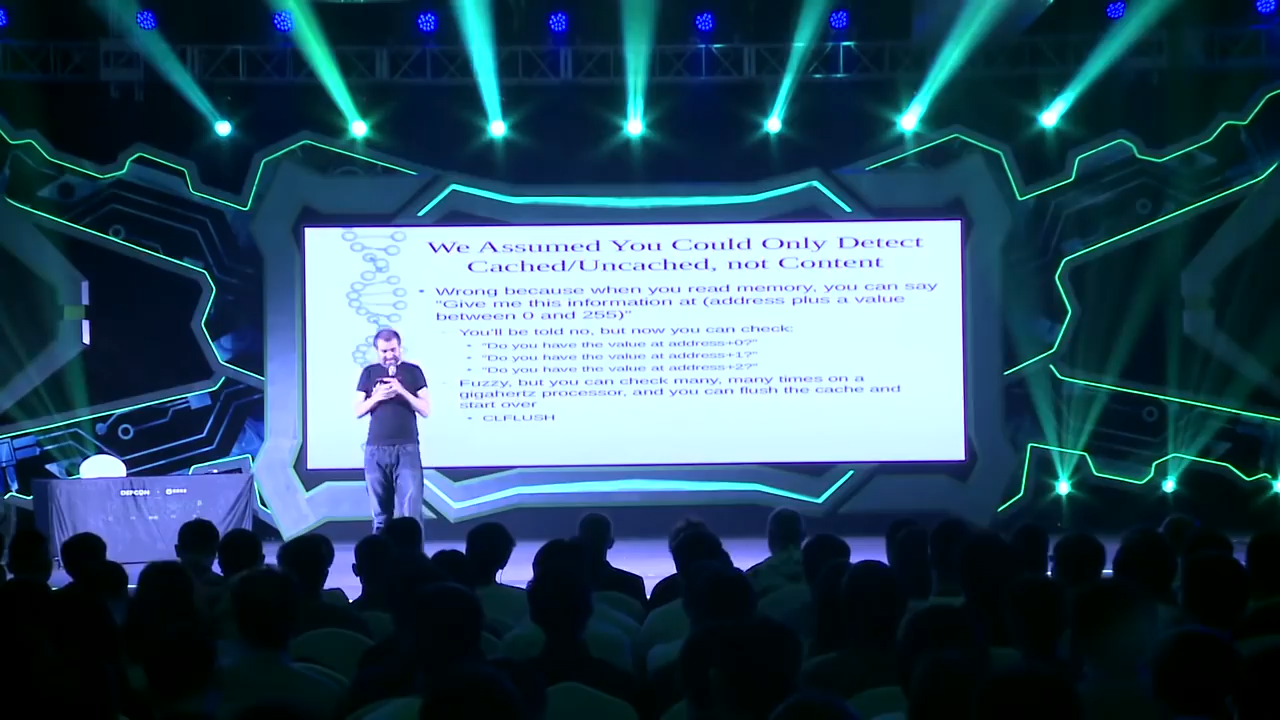 We Assumed You Could Only Detect
Cached/Uncached, not Content
• Wrong because when you read memory, you can say
"Give me this information at (address plus a value
between 0 and 255)"
– You'll be told no, but now you can check:
• "Do you have the value at address+0?"
• "Do you have the value at address+1?"
• "Do you have the value at address+2?"
– Fuzzy, but you can check many, many times on a
gigahertz processor, and you can flush the cache and
start over
• CLFLUSH
DEFCON